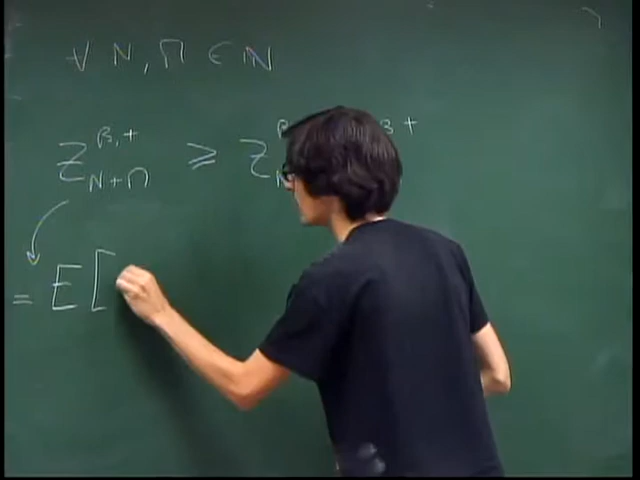 ∀ N, M ∈ ℕ
Z_{N+M}^{β,+} ≥ Z_N^{β +
= E[